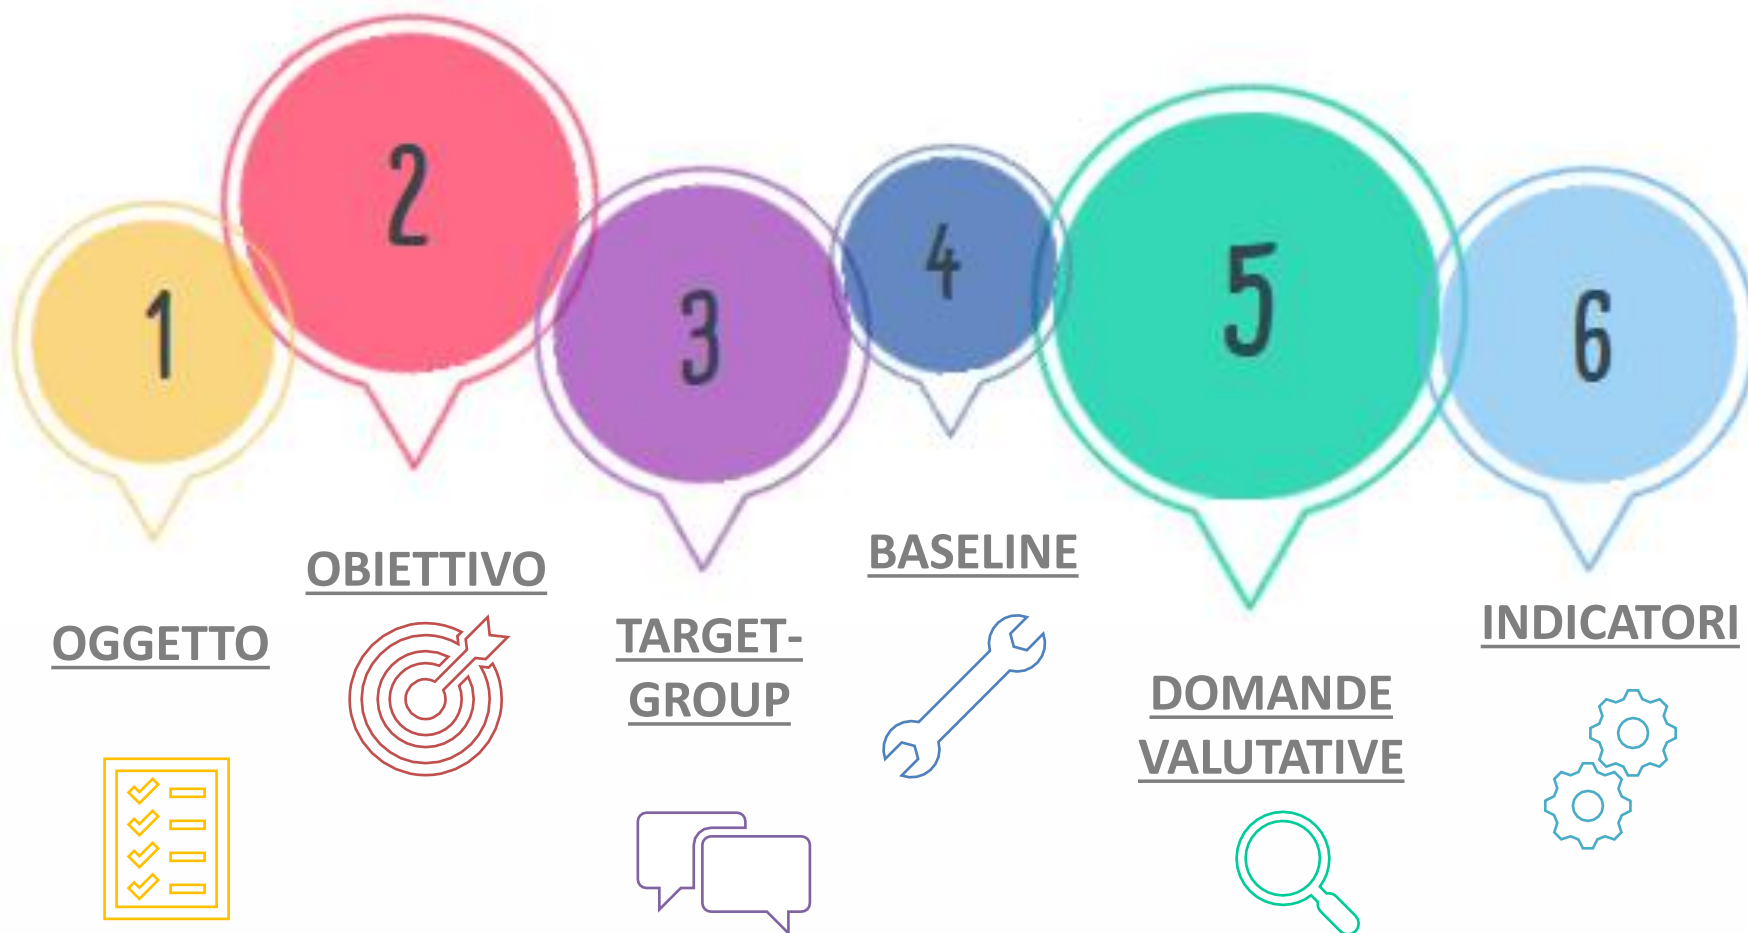 1
2
3
4
5
6
OGGETTO
OBIETTIVO
TARGET-
GROUP
BASELINE
DOMANDE
VALUTATIVE
INDICATORI